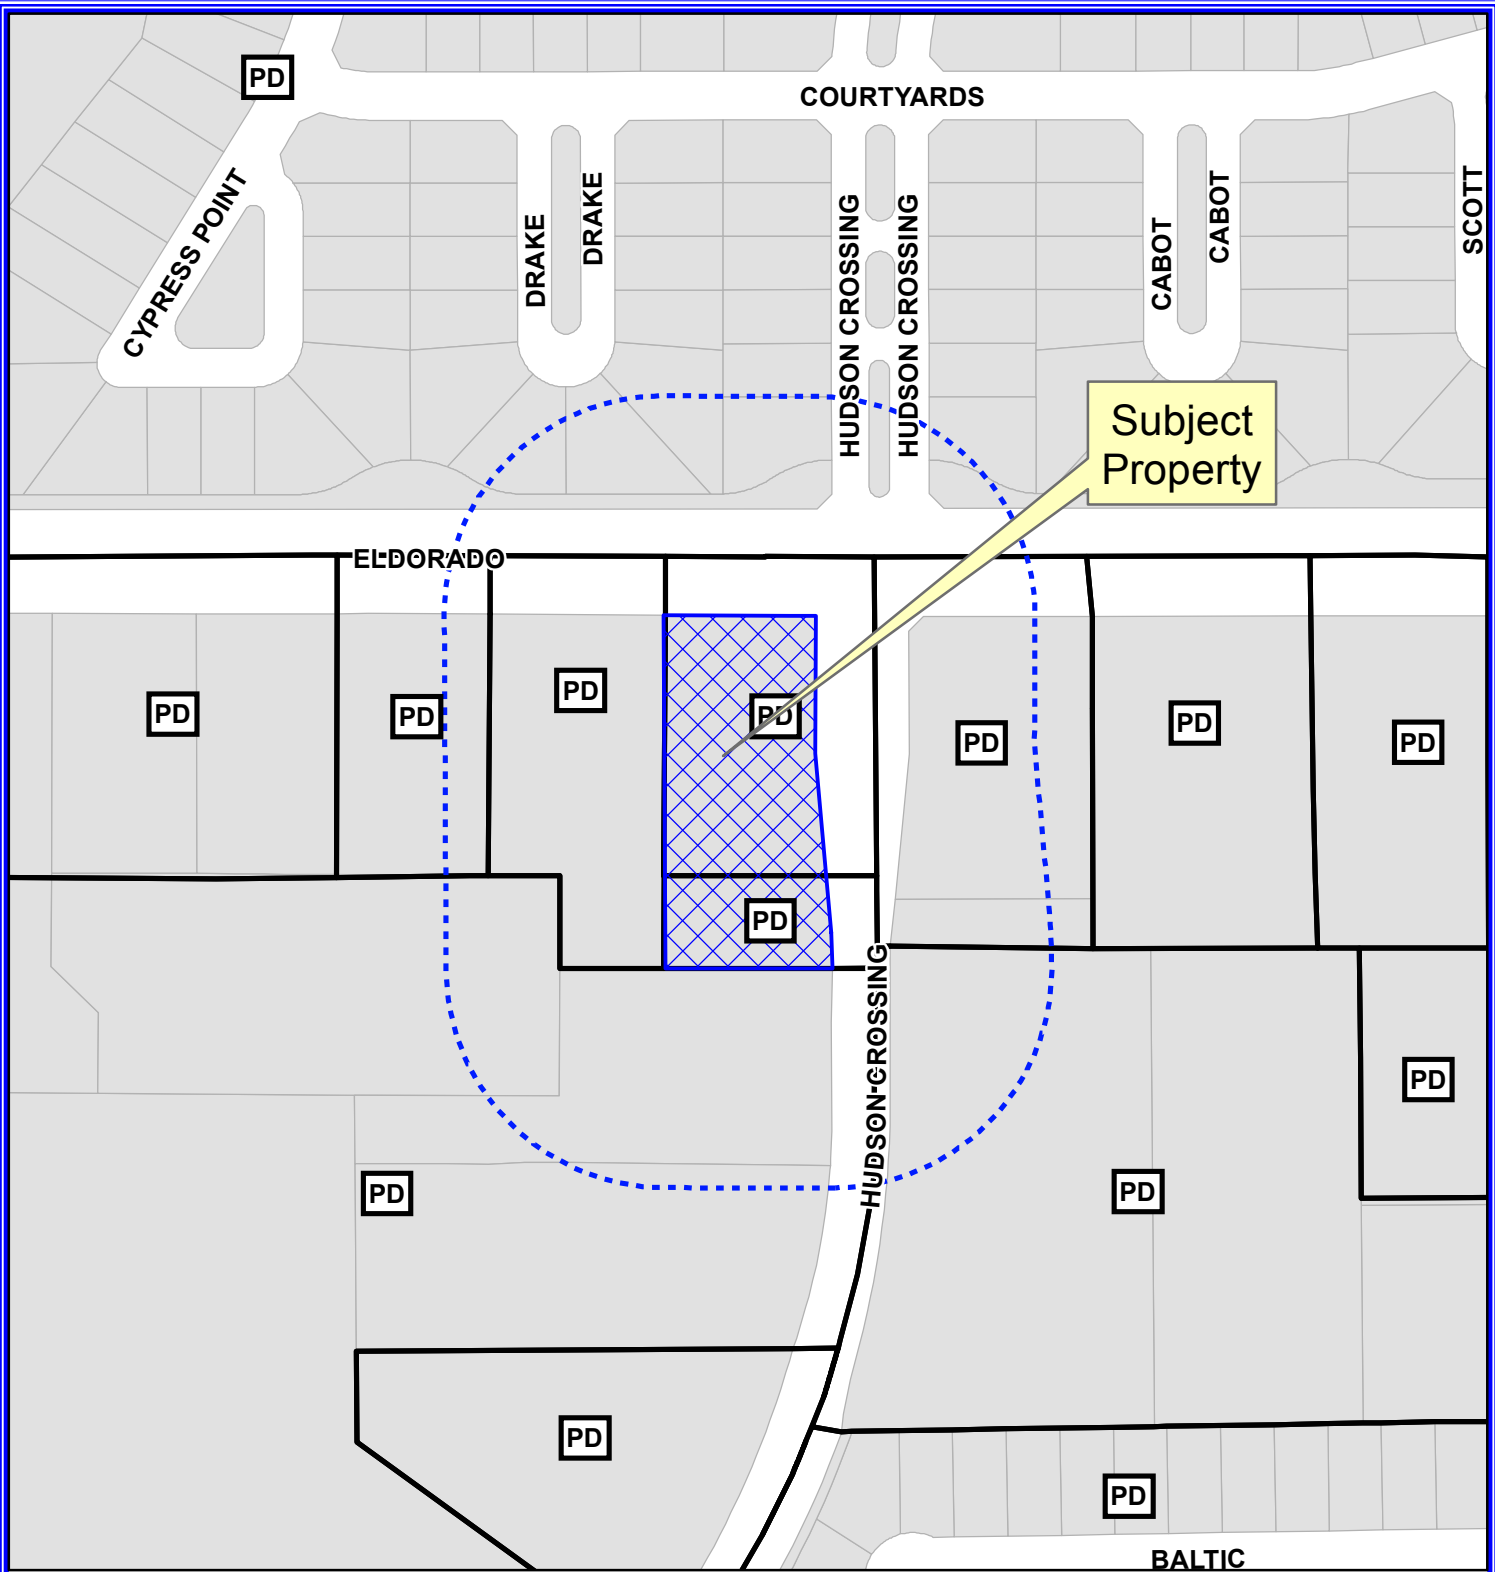 PD
COURTYARDS
CYPRESS POINT
DRAKE
DRAKE
HUDSON CROSSING
HUDSON CROSSING
CABOT
CABOT
SCOTT
Subject
Property
ELDORADO
PD
PD
PD
PD
PD
PD
PD
PD
HUDSON CROSSING
PD
PD
PD
PD
PD
BALTIC